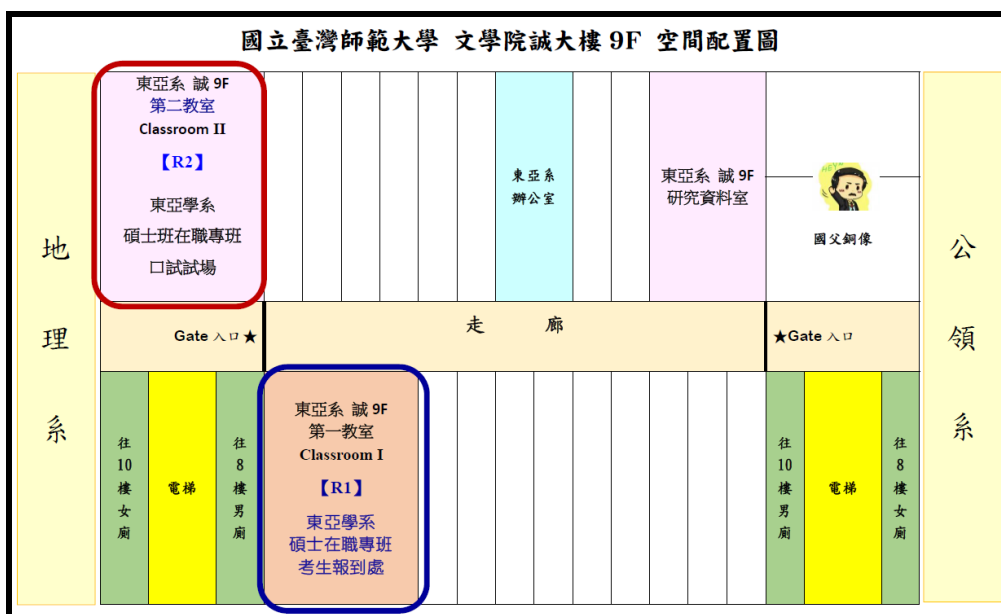 國立臺灣師範大學 文學院誠大樓 9F 空間配置圖
地理系
東亞系 誠 9F
第二教室
Classroom II
【R2】
東亞學系
碩士班在職專班
口試試場
東亞系
辦公室
東亞系 誠 9F
研究資料室
國父銅像
公領系
Gate 入口★
走廊
★Gate 入口
往10樓女廁
電梯
往8樓男廁
東亞系 誠 9F
第一教室
Classroom I
【R1】
東亞學系
碩士在職專班
考生報到處
往10樓男廁
電梯
往8樓女廁